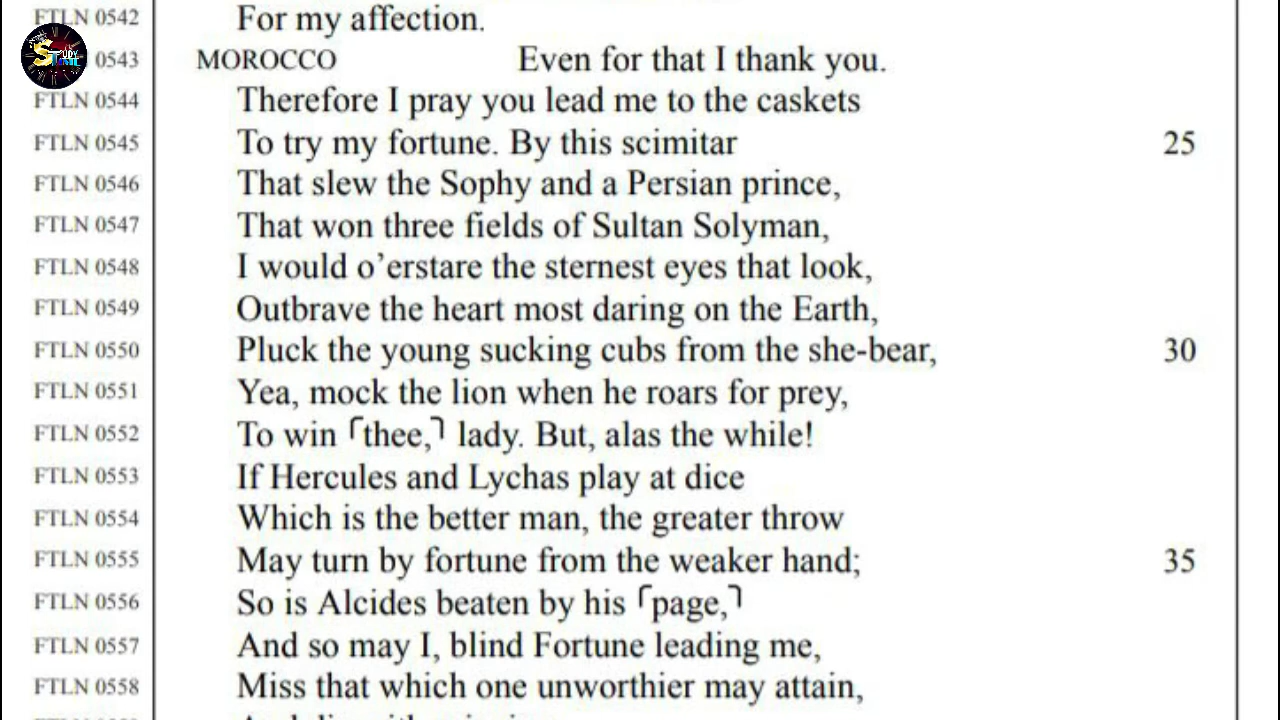 FTLN 0542 For my affection.
STUDY TIME
0543 MOROCCO Even for that I thank you.
FTLN 0544 Therefore I pray you lead me to the caskets
FTLN 0545 To try my fortune. By this scimitar 25
FTLN 0546 That slew the Sophy and a Persian prince,
FTLN 0547 That won three fields of Sultan Solyman,
FTLN 0548 I would o’erstare the sternest eyes that look,
FTLN 0549 Outbrave the heart most daring on the Earth,
FTLN 0550 Pluck the young sucking cubs from the she-bear, 30
FTLN 0551 Yea, mock the lion when he roars for prey,
FTLN 0552 To win ⌜thee,⌝ lady. But, alas the while!
FTLN 0553 If Hercules and Lychas play at dice
FTLN 0554 Which is the better man, the greater throw
FTLN 0555 May turn by fortune from the weaker hand; 35
FTLN 0556 So is Alcides beaten by his ⌜page,⌝
FTLN 0557 And so may I, blind Fortune leading me,
FTLN 0558 Miss that which one unworthier may attain,